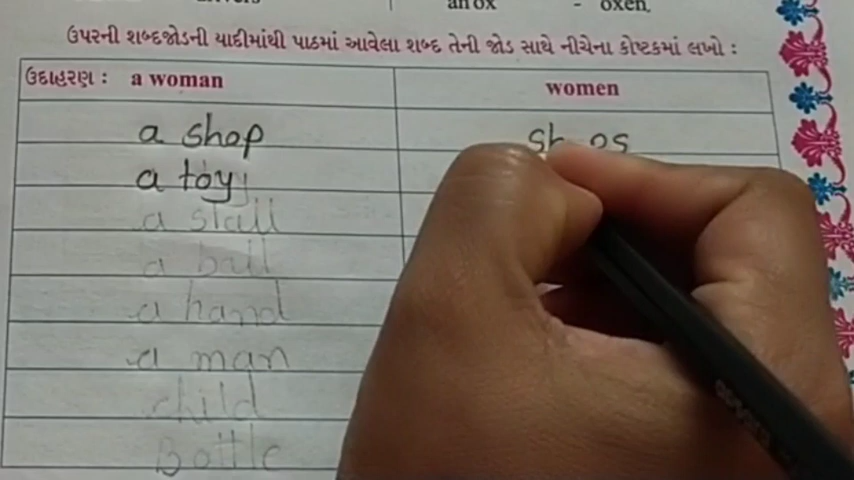 an ox - oxen,
ઉપરની શબ્દજોડની યાદીમાંથી પાઠમાં આવેલા શબ્દ તેની જોડ સાથે નીચેના કોષ્ટકમાં લખો :
ઉદાહરણ : a woman women
a shop
a toy
a stall
a ball
a hand
a man
child
Bottle